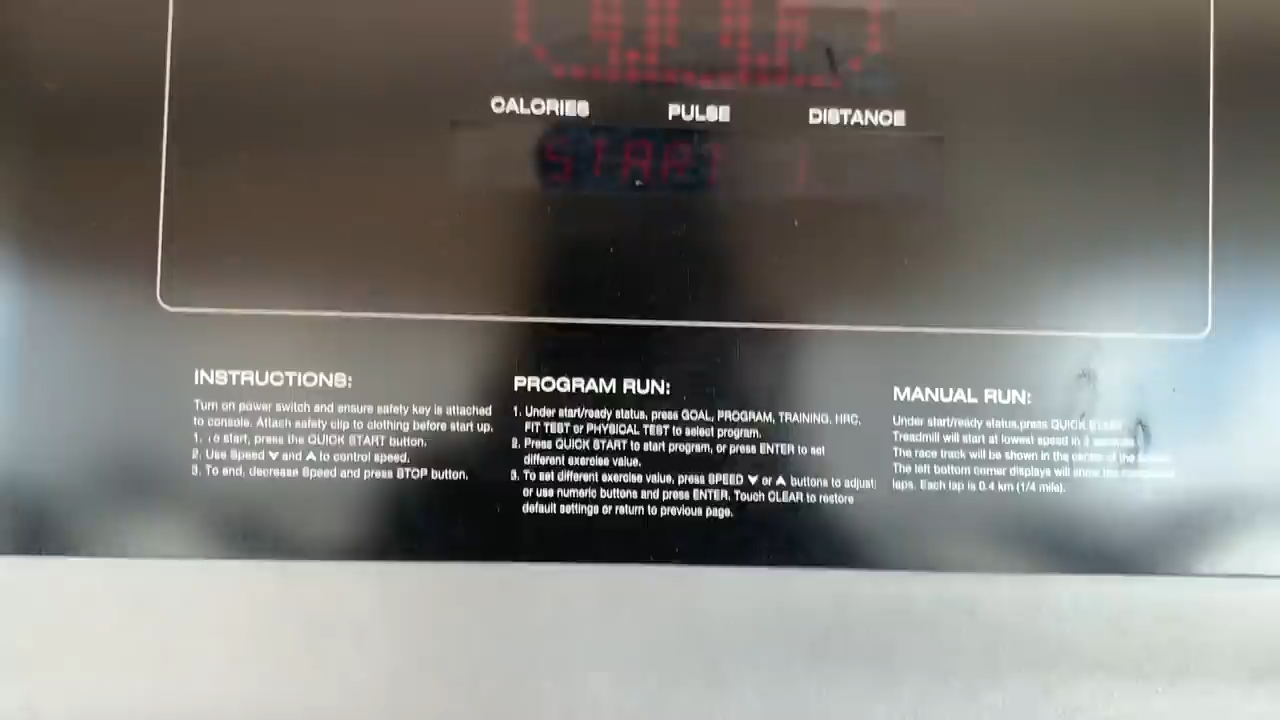 CALORIES PULSE DISTANCE
START
INSTRUCTIONS:
Turn on power switch and ensure safety key is attached
to console. Attach safety clip to clothing before start up.
1. To start, press the QUICK START button.
2. Use Speed ▼ and ▲ to control speed.
3. To end, decrease Speed and press STOP button.
PROGRAM RUN:
1. Under start/ready status, press GOAL, PROGRAM, TRAINING, HRC,
FIT TEST or PHYSICAL TEST to select program.
2. Press QUICK START to start program, or press ENTER to set
different exercise value.
3. To set different exercise value, press SPEED ▼ or ▲ buttons to adjust
or use numeric buttons and press ENTER. Touch CLEAR to restore
default settings or return to previous page.
MANUAL RUN:
Under start/ready status,press QUICK START
Treadmill will start at lowest speed in
The race track will be shown in the center of the
The left bottom corner displays will show the
laps. Each lap is 0.4 km (1/4 mile).